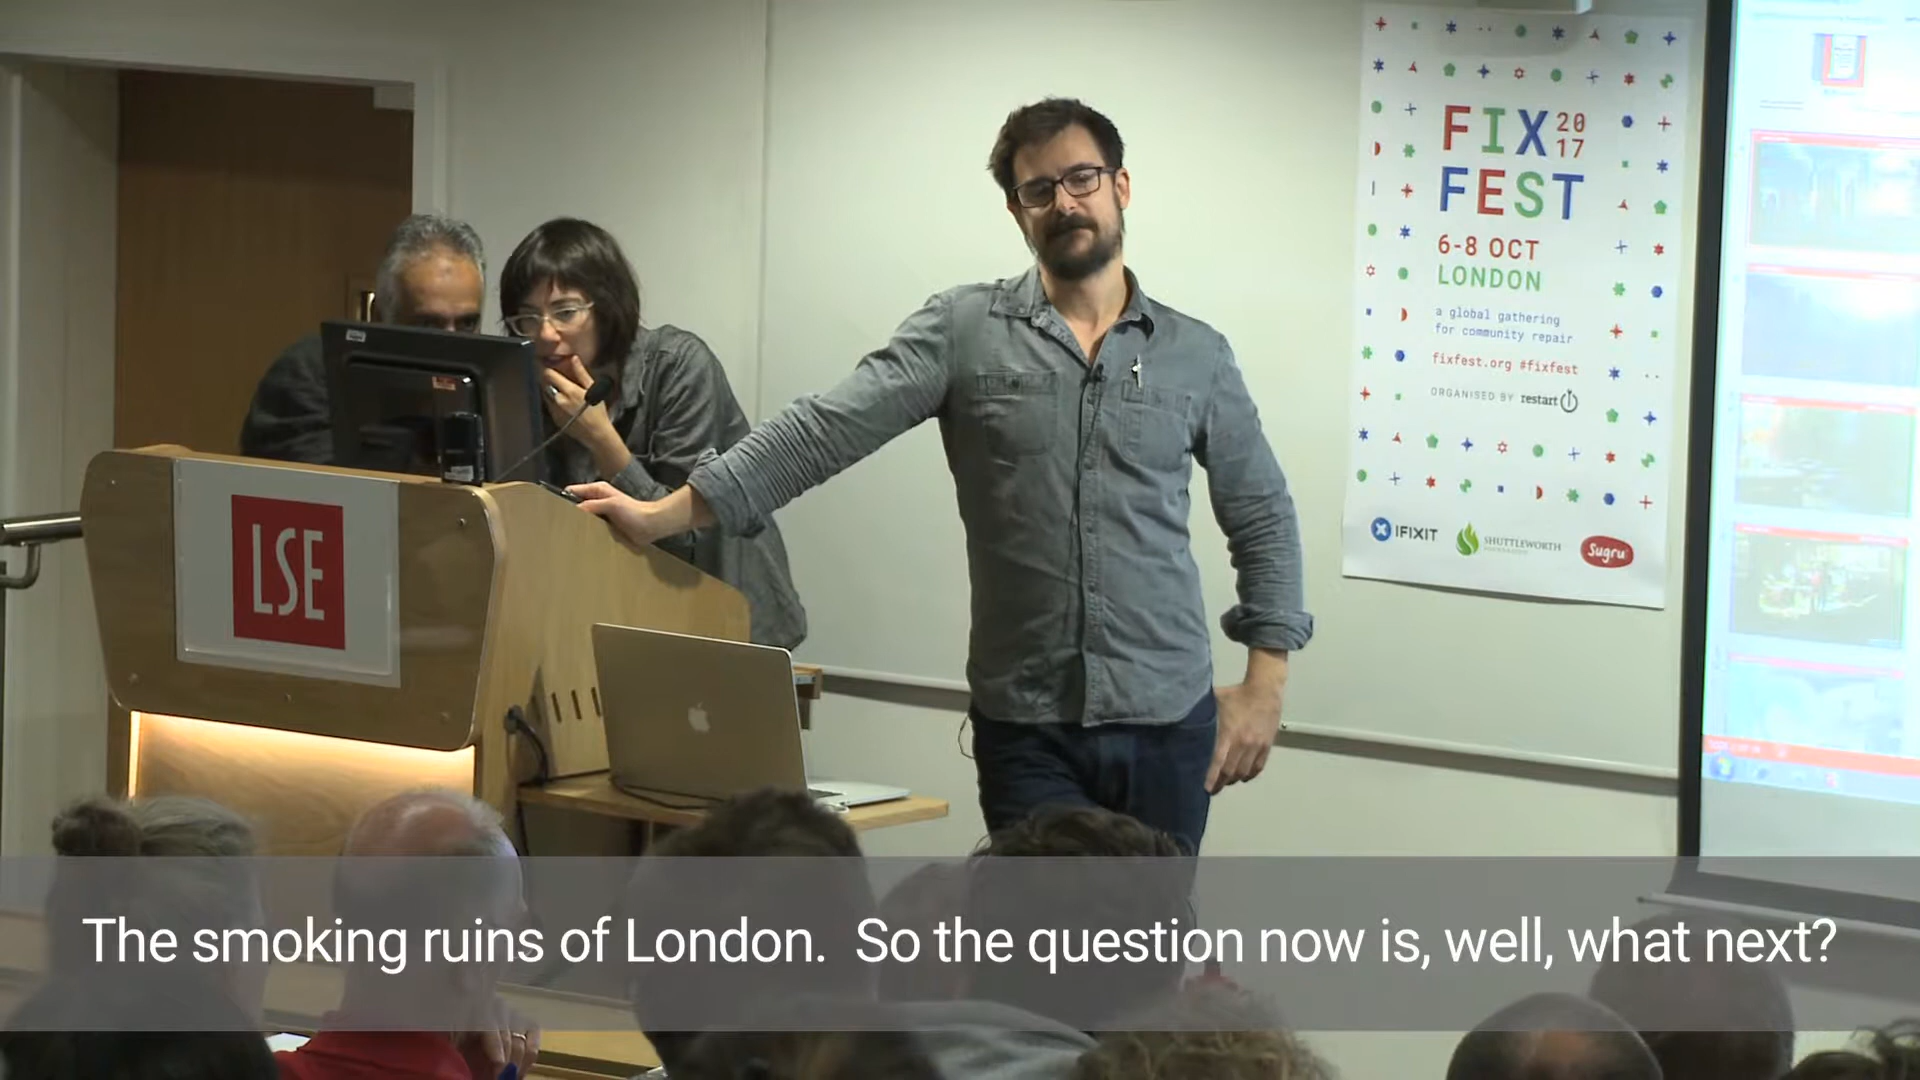 FIX 20
17
FEST
6-8 OCT
LONDON
a global gathering
for community repair
fixfest.org #fixfest
ORGANISED BY restart
IFIXIT
SHUTTLEWORTH
Sugru
LSE
The smoking ruins of London. So the question now is, well, what next?